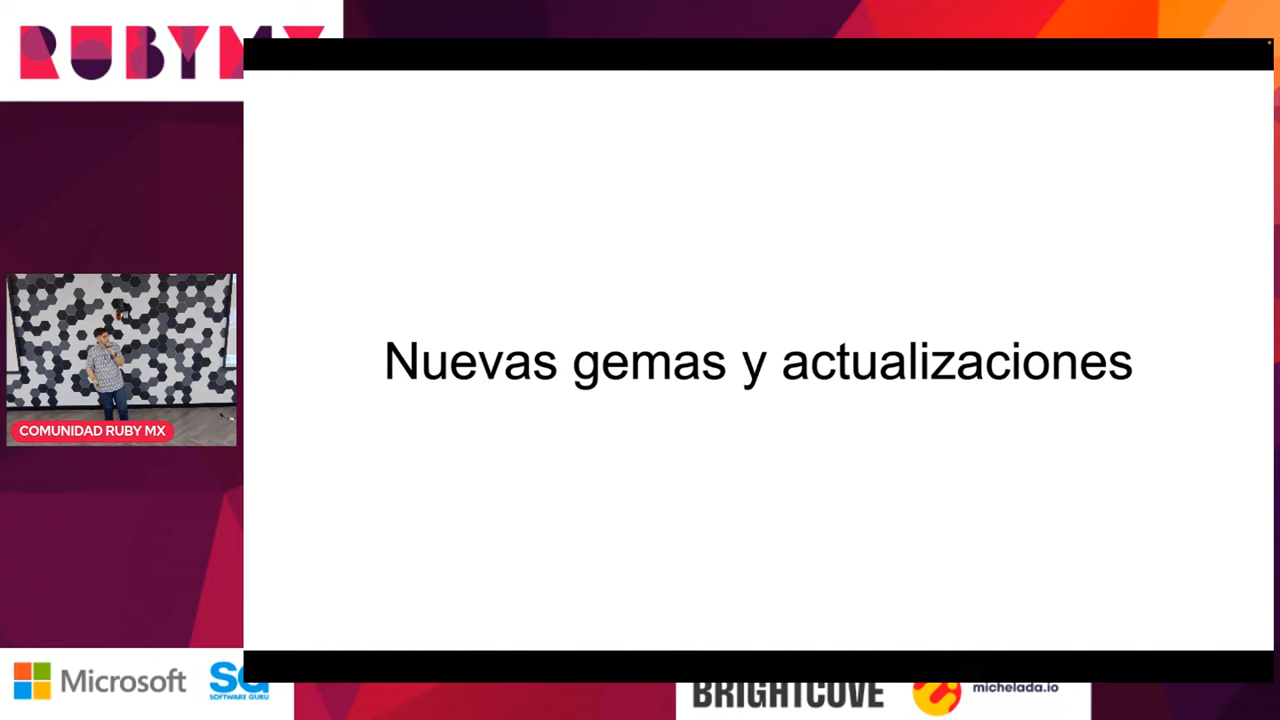 RUBYMX
Nuevas gemas y actualizaciones
COMUNIDAD RUBY MX
Microsoft
SG
SOFTWARE GURU
BRIGHTCOVE
michelada.io